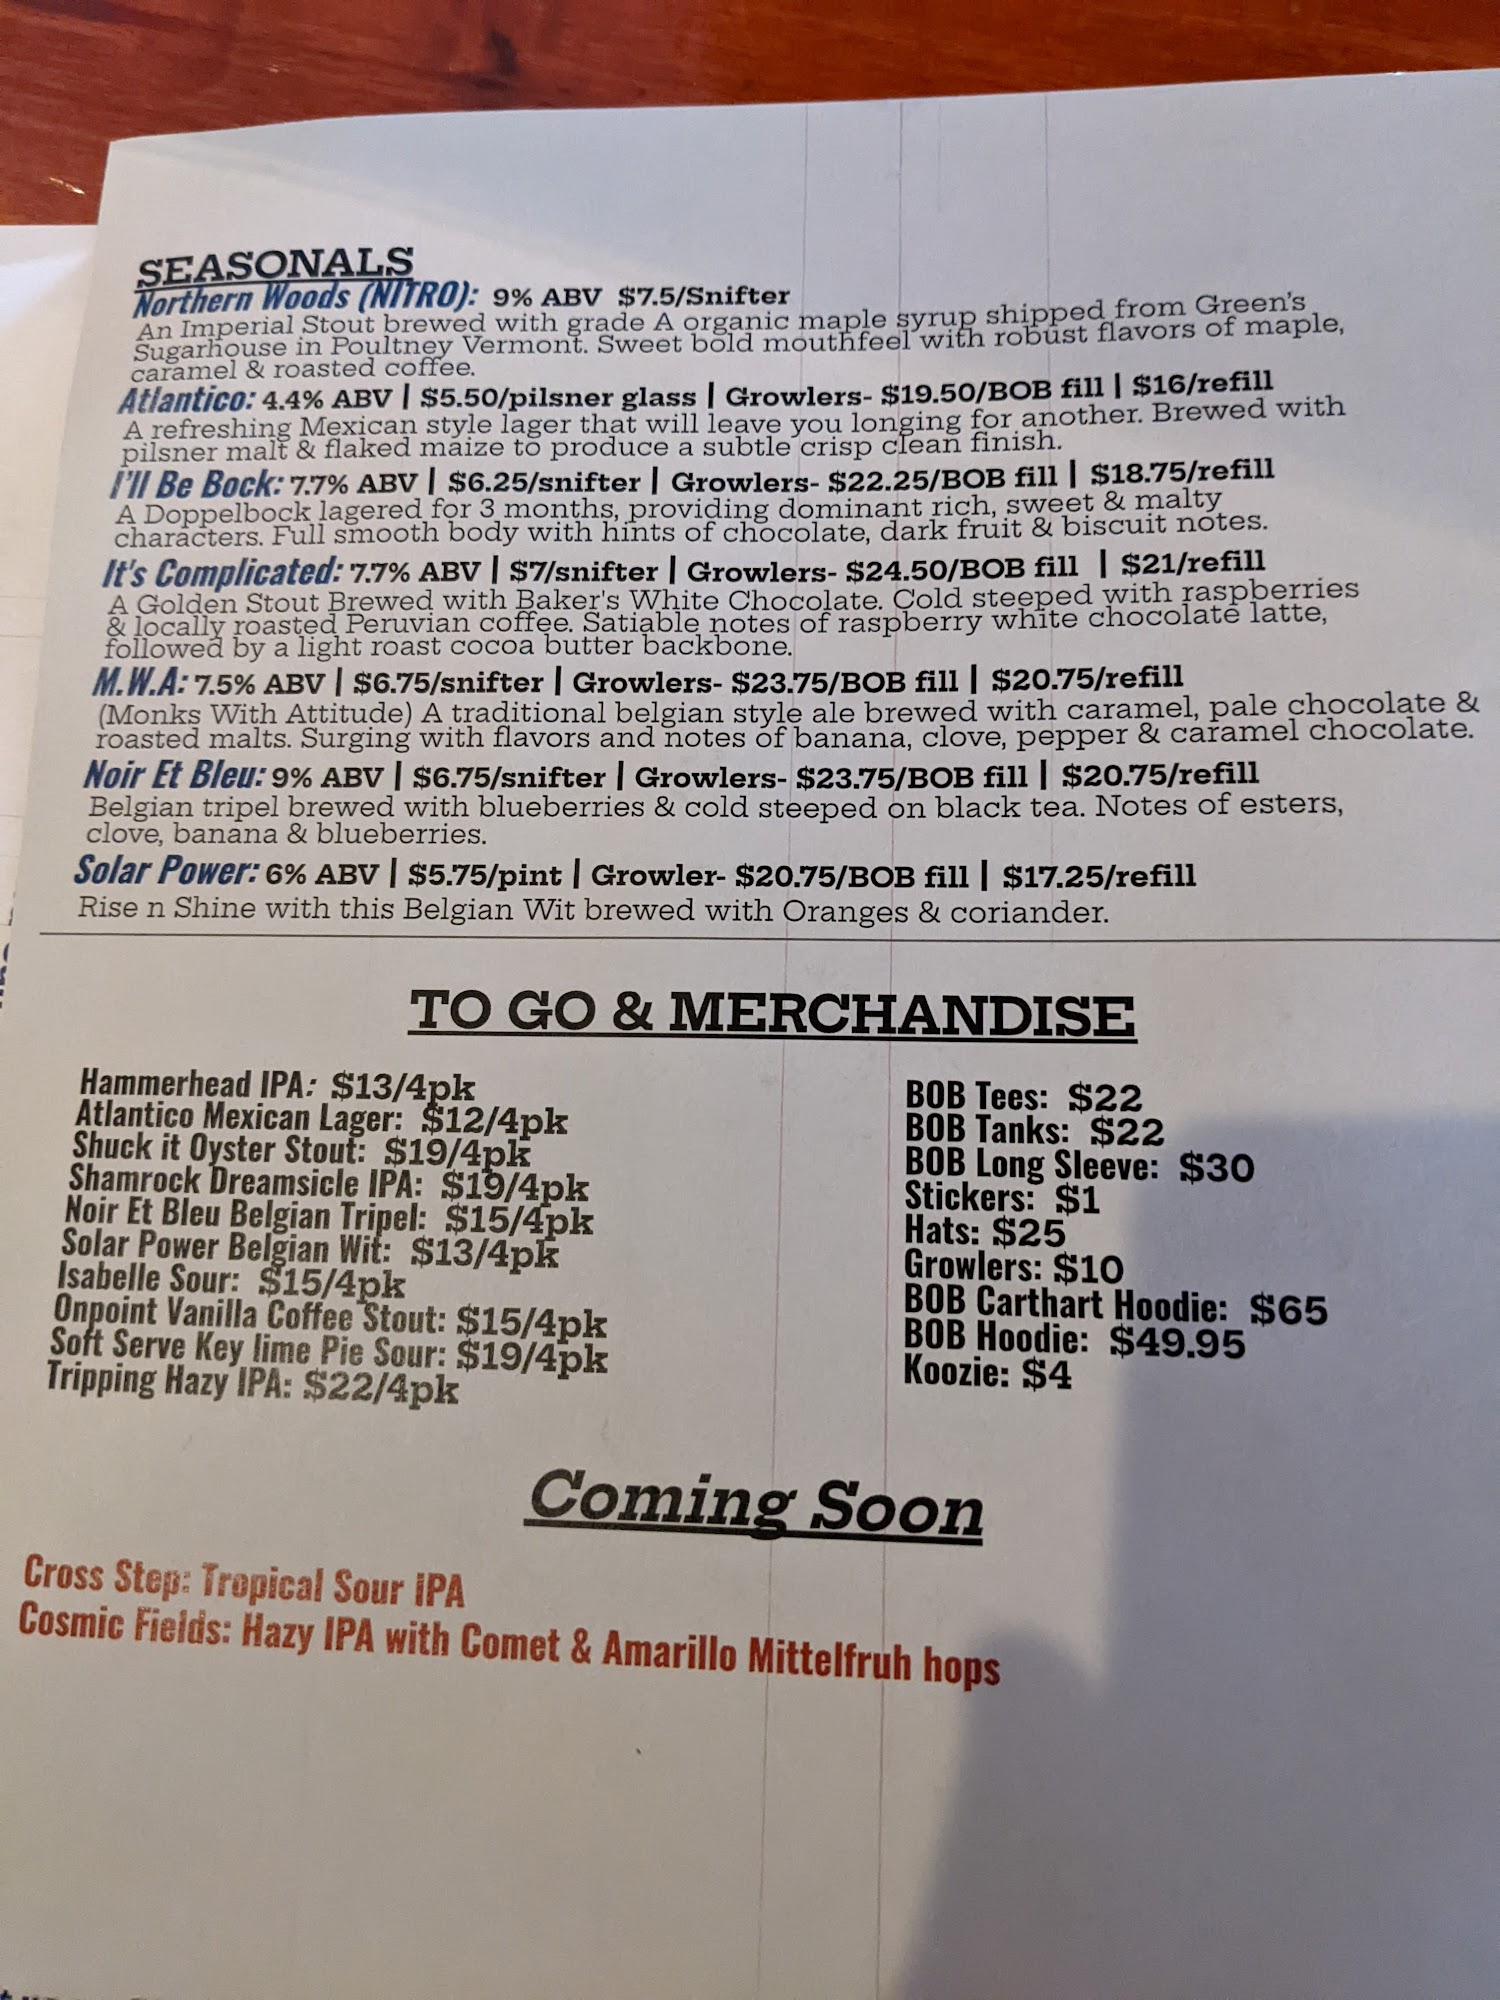 SEASONALS
Northern Woods (NITRO): 9% ABV $7.5/Snifter
An Imperial Stout brewed with grade A organic maple syrup shipped from Green's
Sugarhouse in Poultney Vermont. Sweet bold mouthfeel with robust flavors of maple,
caramel & roasted coffee.
Atlantico: 4.4% ABV | $5.50/pilsner glass | Growlers- $19.50/BOB fill | $16/refill
A refreshing Mexican style lager that will leave you longing for another. Brewed with
pilsner malt & flaked maize to produce a subtle crisp clean finish.
I'll Be Bock: 7.7% ABV | $6.25/snifter | Growlers- $22.25/BOB fill | $18.75/refill
A Doppelbock lagered for 3 months, providing dominant rich, sweet & malty
characters. Full smooth body with hints of chocolate, dark fruit & biscuit notes.
It's Complicated: 7.7% ABV | $7/snifter | Growlers- $24.50/BOB fill | $21/refill
A Golden Stout Brewed with Baker's White Chocolate. Cold steeped with raspberries
& locally roasted Peruvian coffee. Satiable notes of raspberry white chocolate latte,
followed by a light roast cocoa butter backbone.
M.W.A: 7.5% ABV | $6.75/snifter | Growlers- $23.75/BOB fill | $20.75/refill
(Monks With Attitude) A traditional belgian style ale brewed with caramel, pale chocolate &
roasted malts. Surging with flavors and notes of banana, clove, pepper & caramel chocolate.
Noir Et Bleu: 9% ABV | $6.75/snifter | Growlers- $23.75/BOB fill | $20.75/refill
Belgian tripel brewed with blueberries & cold steeped on black tea. Notes of esters,
clove, banana & blueberries.
Solar Power: 6% ABV | $5.75/pint | Growler- $20.75/BOB fill | $17.25/refill
Rise n Shine with this Belgian Wit brewed with Oranges & coriander.
TO GO & MERCHANDISE
Hammerhead IPA: $13/4pk
Atlantico Mexican Lager: $12/4pk
Shuck it Oyster Stout: $19/4pk
Shamrock Dreamsicle IPA: $19/4pk
Noir Et Bleu Belgian Tripel: $15/4pk
Solar Power Belgian Wit: $13/4pk
Isabelle Sour: $15/4pk
Onpoint Vanilla Coffee Stout: $15/4pk
Soft Serve Key lime Pie Sour: $19/4pk
Tripping Hazy IPA: $22/4pk
BOB Tees: $22
BOB Tanks: $22
BOB Long Sleeve: $30
Stickers: $1
Hats: $25
Growlers: $10
BOB Carthart Hoodie: $65
BOB Hoodie: $49.95
Koozie: $4
Coming Soon
Cross Step: Tropical Sour IPA
Cosmic Fields: Hazy IPA with Comet & Amarillo Mittelfruh hops